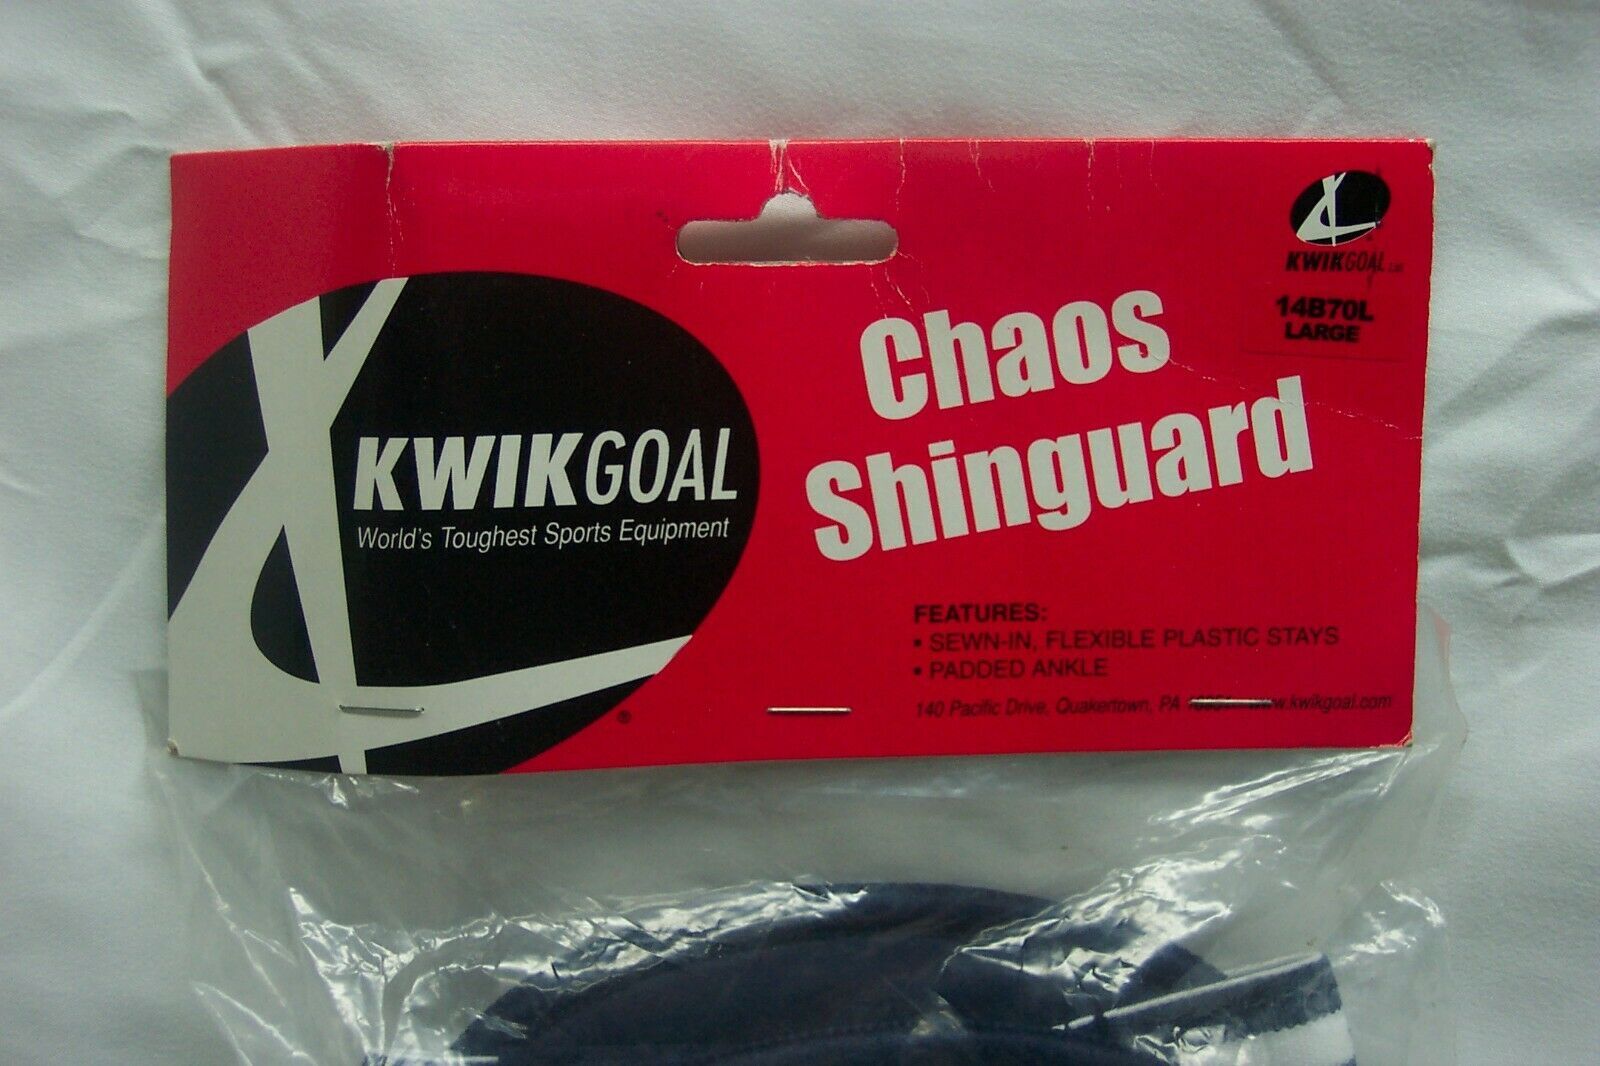 KWIKGOAL
World's Toughest Sports Equipment
®
Chaos
Shinguard
KWIKGOAL
14B70L
LARGE
FEATURES:
• SEWN-IN, FLEXIBLE PLASTIC STAYS
• PADDED ANKLE
140 Pacific Drive, Quakertown, PA www.kwikgoal.com